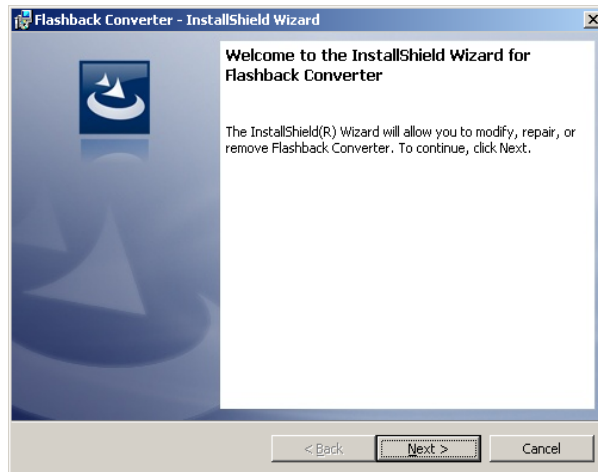 Flashback Converter - InstallShield Wizard
Welcome to the InstallShield Wizard for
Flashback Converter
The InstallShield(R) Wizard will allow you to modify, repair, or
remove Flashback Converter. To continue, click Next.
< Back Next > Cancel